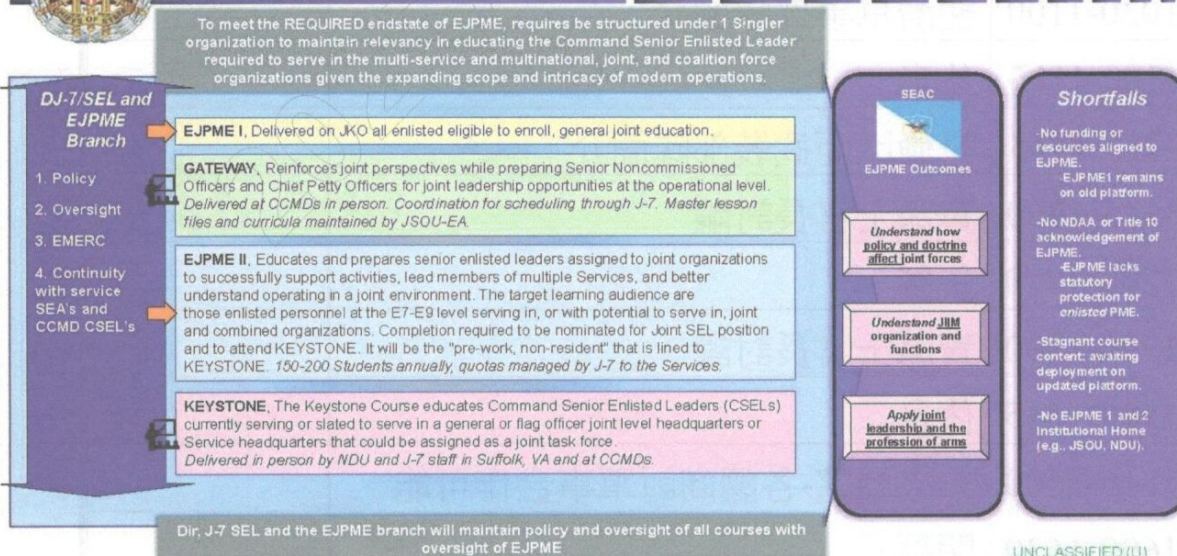 To meet the REQUIRED endstate of EJPME, requires be structured under 1 Singler
organization to maintain relevancy in educating the Command Senior Enlisted Leader
required to serve in the multi-service and multinational, joint, and coalition force
organizations given the expanding scope and intricacy of modern operations.
DJ-7/SEL and
EJPME
Branch
1. Policy
2. Oversight
3. EMERC
4. Continuity
with service
SEA's and
CCMD CSEL's
EJPME I, Delivered on JKO all enlisted eligible to enroll, general joint education.
GATEWAY, Reinforces joint perspectives while preparing Senior Noncommissioned
Officers and Chief Petty Officers for joint leadership opportunities at the operational level.
Delivered at CCMDs in person. Coordination for scheduling through J-7. Master lesson
files and curricula maintained by JSOU-EA.
EJPME II, Educates and prepares senior enlisted leaders assigned to joint organizations
to successfully support activities, lead members of multiple Services, and better
understand operating in a joint environment. The target learning audience are
those enlisted personnel at the E7-E9 level serving in, or with potential to serve in, joint
and combined organizations. Completion required to be nominated for Joint SEL position
and to attend KEYSTONE. It will be the "pre-work, non-resident" that is lined to
KEYSTONE. 150-200 Students annually, quotas managed by J-7 to the Services.
KEYSTONE, The Keystone Course educates Command Senior Enlisted Leaders (CSELs)
currently serving or slated to serve in a general or flag officer joint level headquarters or
Service headquarters that could be assigned as a joint task force.
Delivered in person by NDU and J-7 staff in Suffolk, VA and at CCMDs.
SEAC
EJPME Outcomes
Understand how
policy and doctrine
affect joint forces
Understand JIIM
organization and
functions
Apply joint
leadership and the
profession of arms
Shortfalls
-No funding or
resources aligned to
EJPME.
-EJPME1 remains
on old platform.
-No NDAA or Title 10
acknowledgement of
EJPME.
-EJPME lacks
statutory
protection for
enlisted PME.
-Stagnant course
content: awaiting
deployment on
updated platform.
-No EJPME 1 and 2
Institutional Home
(e.g., JSOU, NDU).
Dir, J-7 SEL and the EJPME branch will maintain policy and oversight of all courses with
oversight of EJPME
UNCLASSIFIED//(U)